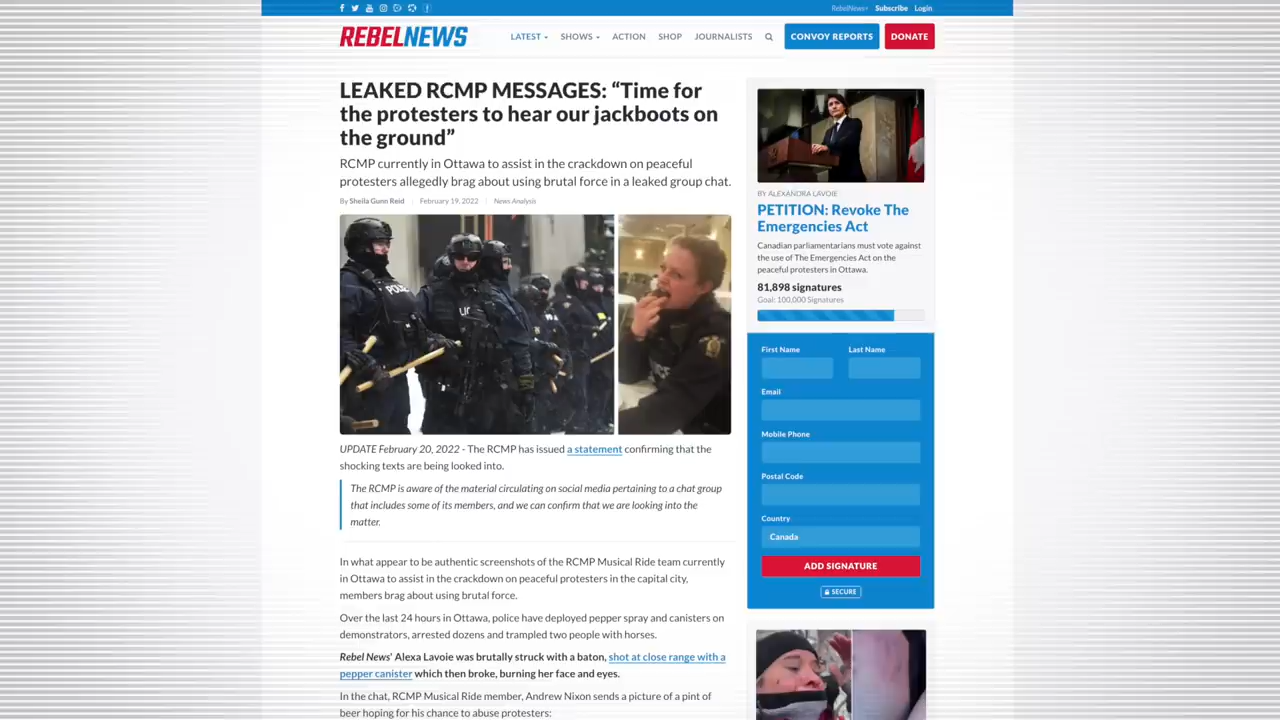 RebelNews+ Subscribe Login
REBELNEWS
LATEST SHOWS ACTION SHOP JOURNALISTS CONVOY REPORTS DONATE
LEAKED RCMP MESSAGES: “Time for
the protesters to hear our jackboots on
the ground”
RCMP currently in Ottawa to assist in the crackdown on peaceful
protesters allegedly brag about using brutal force in a leaked group chat.
By Sheila Gunn Reid | February 19, 2022 | News Analysis
UPDATE February 20, 2022 - The RCMP has issued a statement confirming that the
shocking texts are being looked into.
The RCMP is aware of the material circulating on social media pertaining to a chat group
that includes some of its members, and we can confirm that we are looking into the
matter.
In what appear to be authentic screenshots of the RCMP Musical Ride team currently
in Ottawa to assist in the crackdown on peaceful protesters in the capital city,
members brag about using brutal force.
Over the last 24 hours in Ottawa, police have deployed pepper spray and canisters on
demonstrators, arrested dozens and trampled two people with horses.
Rebel News' Alexa Lavoie was brutally struck with a baton, shot at close range with a
pepper canister which then broke, burning her face and eyes.
In the chat, RCMP Musical Ride member, Andrew Nixon sends a picture of a pint of
beer hoping for his chance to abuse protesters:
BY ALEXANDRA LAVOIE
PETITION: Revoke The
Emergencies Act
Canadian parliamentarians must vote against
the use of The Emergencies Act on the
peaceful protesters in Ottawa.
81,898 signatures
Goal: 100,000 Signatures
First Name Last Name
Email
Mobile Phone
Postal Code
Country
Canada
ADD SIGNATURE
SECURE